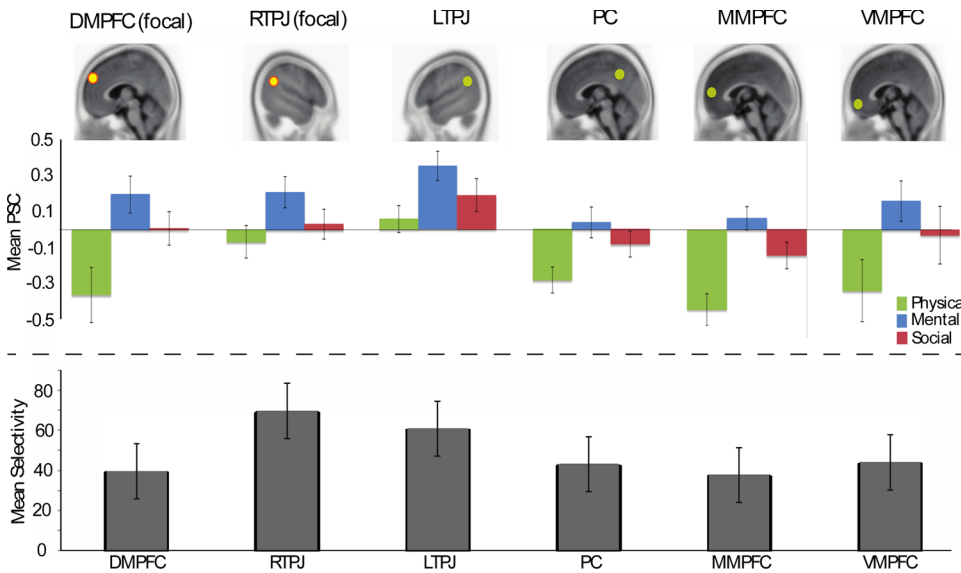 DMPFC (focal) RTPJ (focal) LTPJ PC MMPFC VMPFC
Mean PSC
0.5
0.3
0.1
-0.1
-0.3
-0.5
Physica
Mental
Social
Mean Selectivity
80
60
40
20
0
DMPFC RTPJ LTPJ PC MMPFC VMPFC